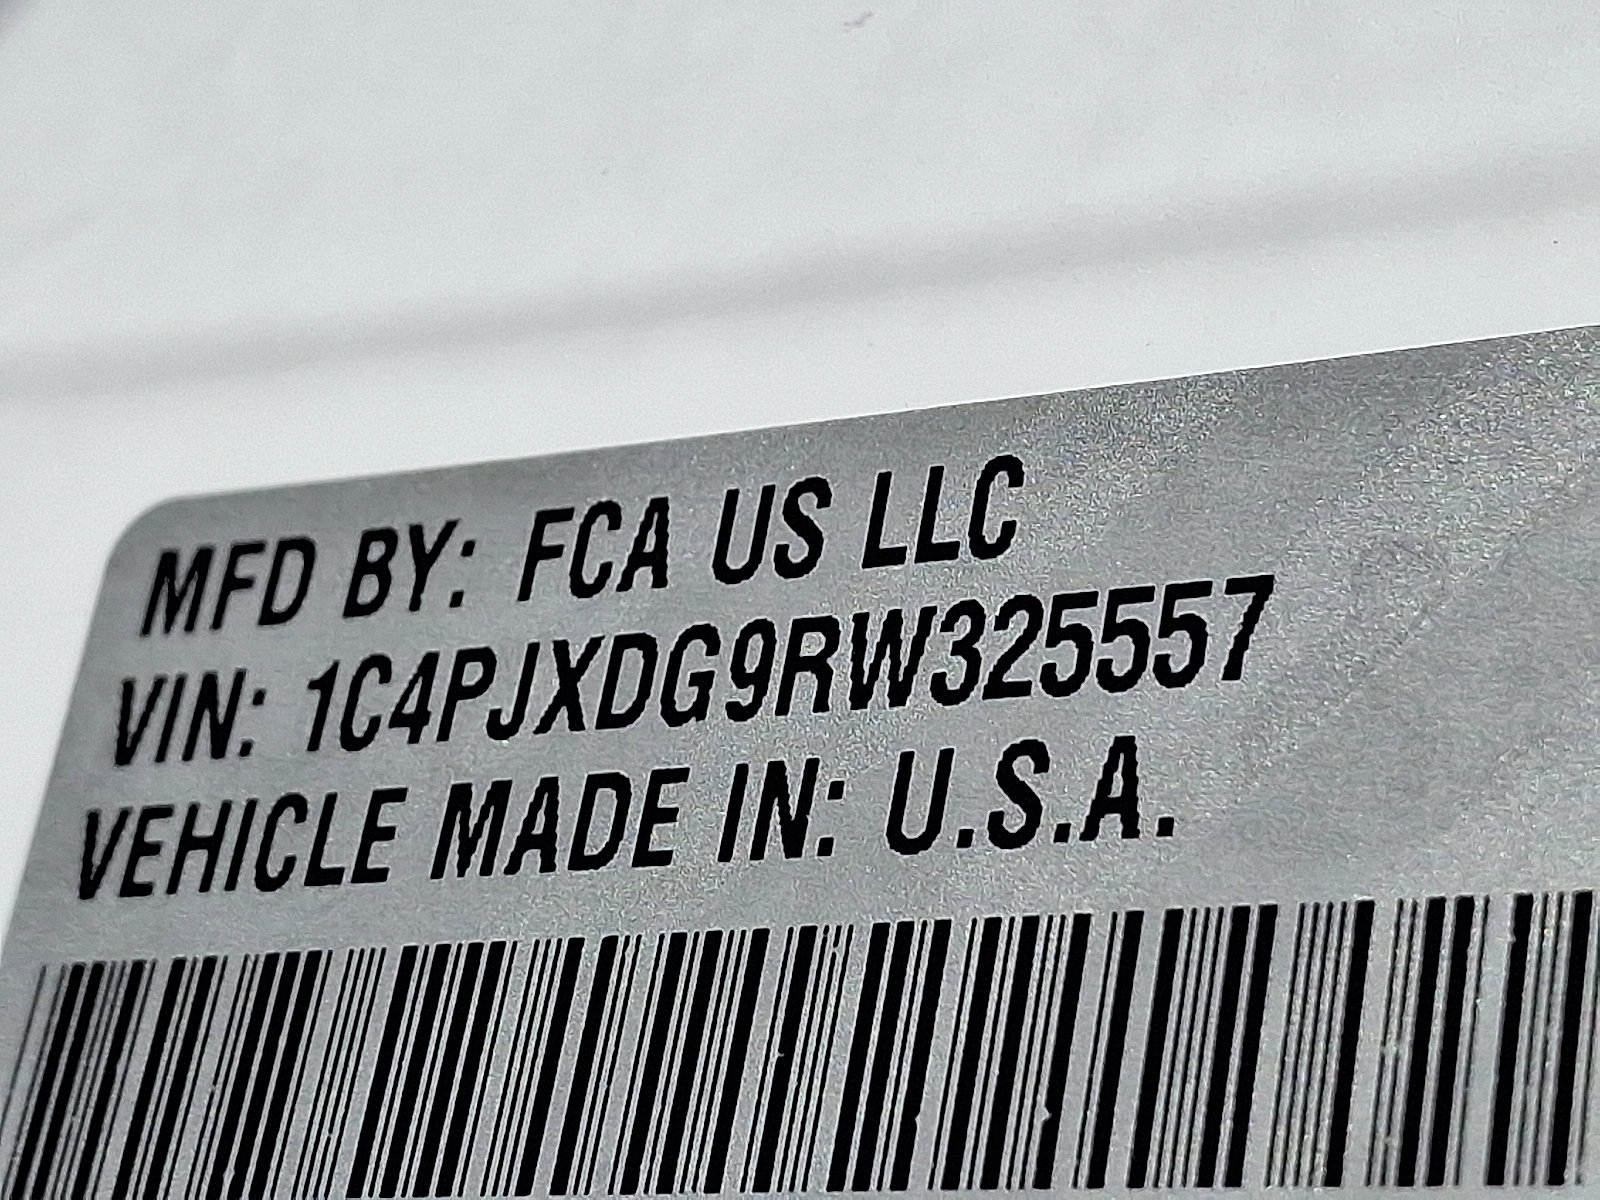 MFD BY: FCA US LLC
VIN: 1C4PJXDG9RW325557
VEHICLE MADE IN: U.S.A.